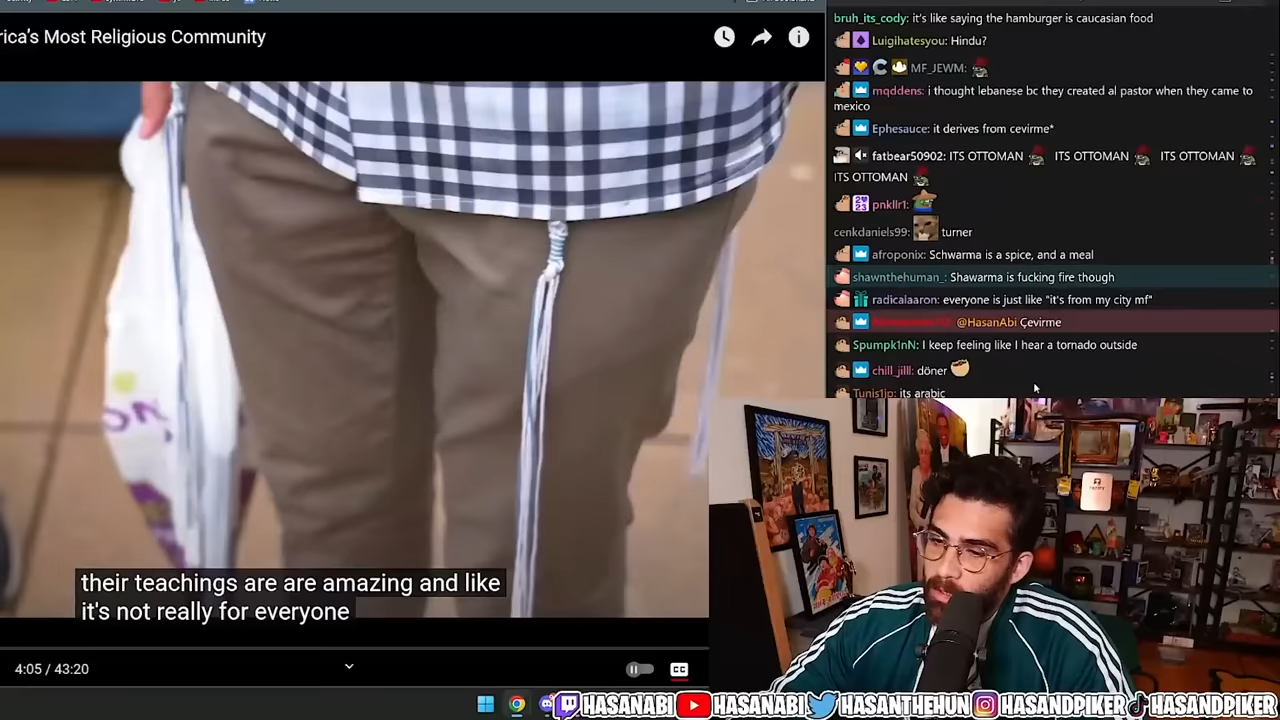 rica's Most Religious Community
their teachings are are amazing and like
it's not really for everyone
4:05 / 43:20
CC
bruh_its_cody: it's like saying the hamburger is caucasian food
Luigihatesyou: Hindu?
MF_JEWM:
mqddens: i thought lebanese bc they created al pastor when they came to
mexico
Ephesauce: it derives from cevirme*
fatbear50902: ITS OTTOMAN ITS OTTOMAN ITS OTTOMAN
ITS OTTOMAN
pnkllr1:
cenkdaniels99: turner
afroponix: Schwarma is a spice, and a meal
shawnthehuman_: Shawarma is fucking fire though
radicalaaron: everyone is just like "it's from my city mf"
@HasanAbi Çevirme
Spumpk1nN: I keep feeling like I hear a tornado outside
chill_jilll: döner
Tunis1jp: its arabic
HASANABI HASANABI HASANTHEHUN HASANDPIKER HASANDPIKER